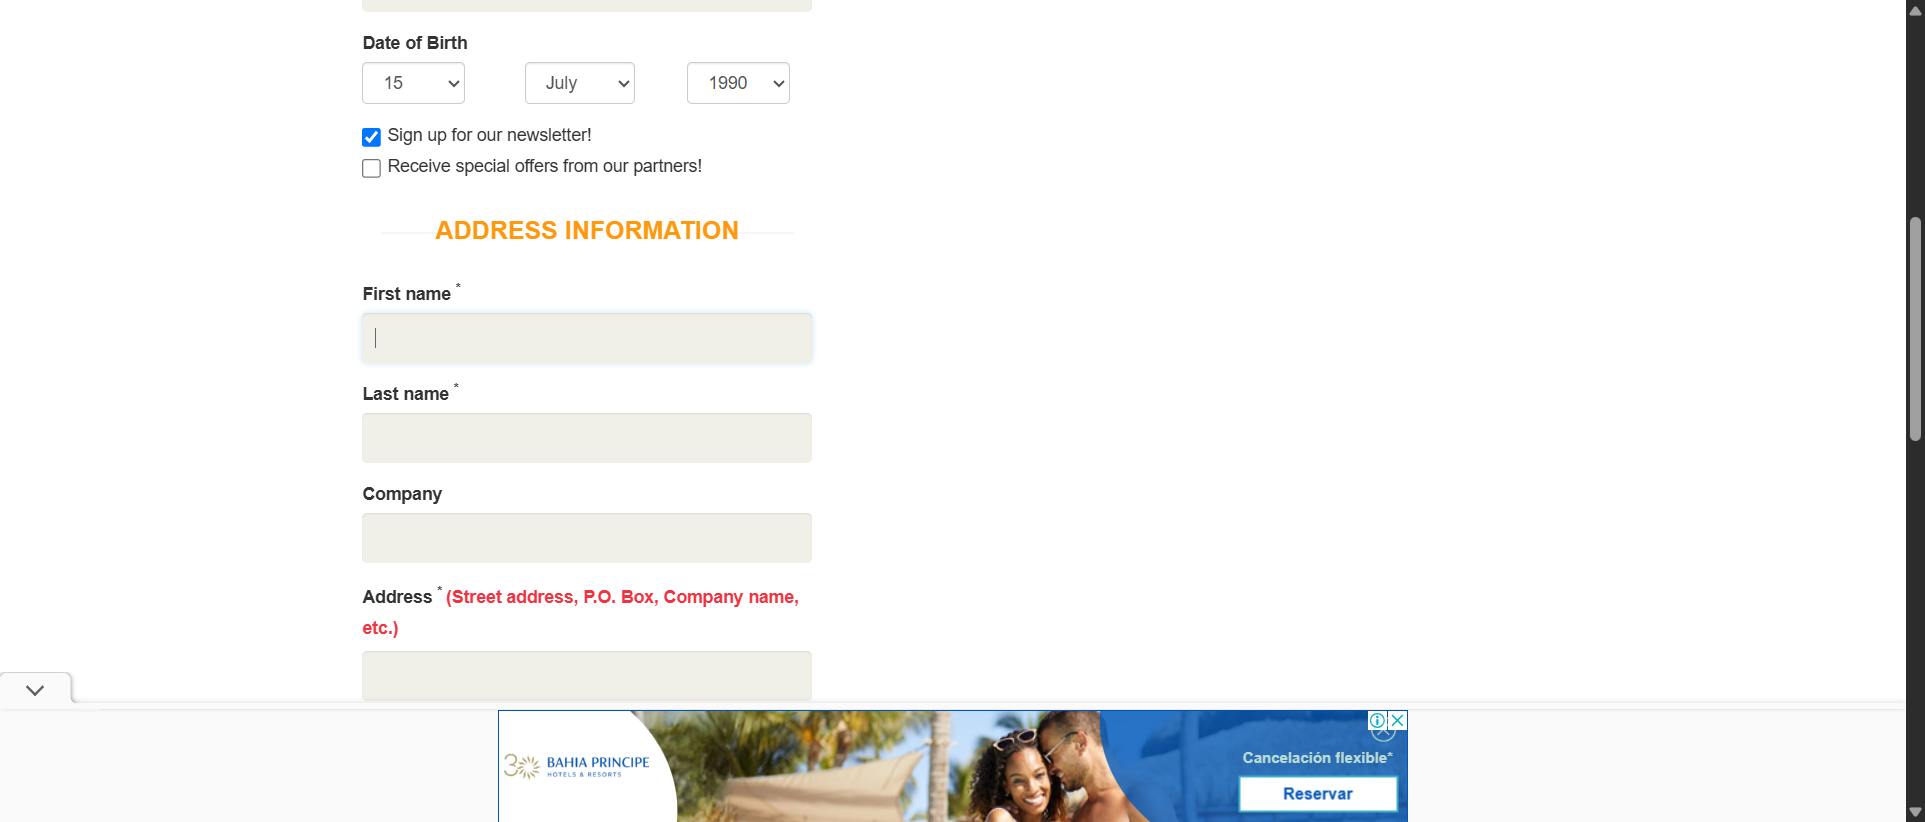 Date of Birth
15 July 1990
Sign up for our newsletter!
Receive special offers from our partners!
ADDRESS INFORMATION
First name *
Last name *
Company
Address * (Street address, P.O. Box, Company name,
etc.)
30 BAHIA PRINCIPE
HOTELS & RESORTS
Cancelación flexible*
Reservar